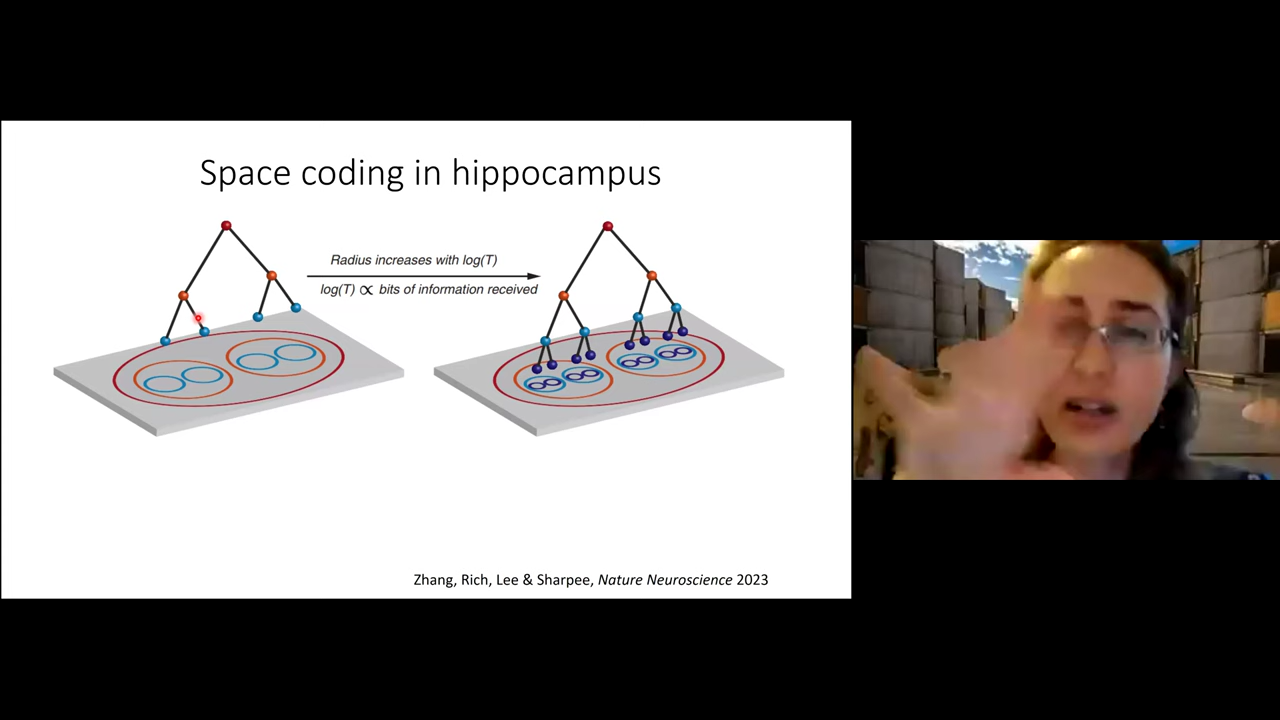 Space coding in hippocampus
Radius increases with log(T)
log(T) ∝ bits of information received
Zhang, Rich, Lee & Sharpee, Nature Neuroscience 2023